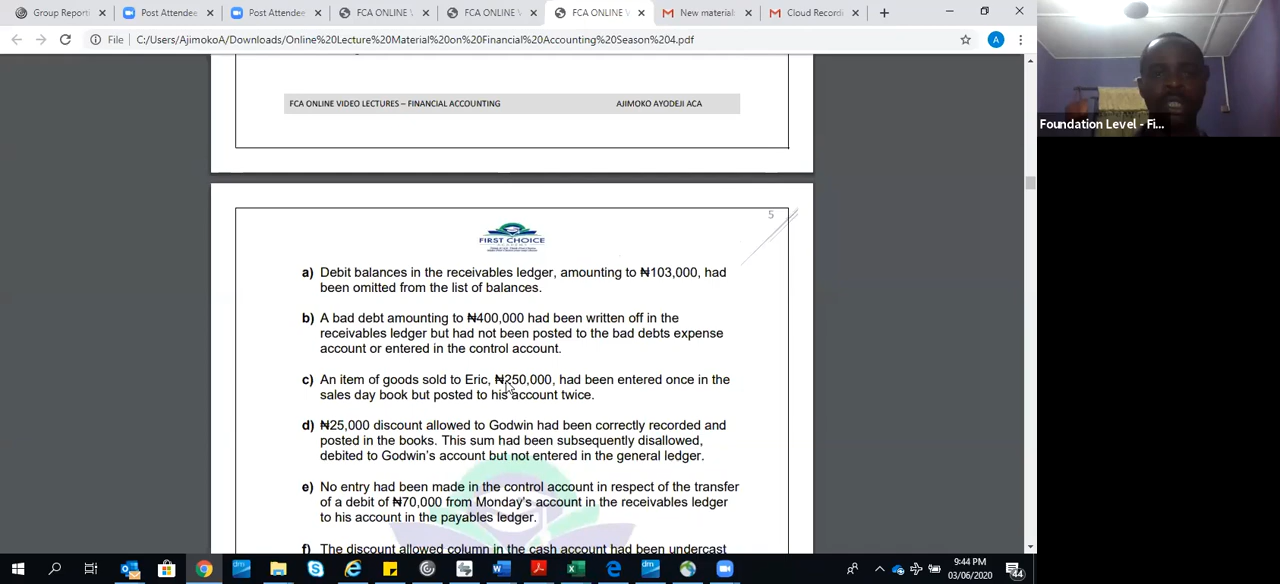 Group Reporti
Post Attendee
Post Attendee
FCA ONLINE V
FCA ONLINE V
FCA ONLINE V
New material
Cloud Recordi
File
C:/Users/AjimokoA/Downloads/Online%20Lecture%20Material%20on%20Financial%20Accounting%20Season%204.pdf
A
Foundation Level - Fi...
FCA ONLINE VIDEO LECTURES – FINANCIAL ACCOUNTING AJIMOKO AYODEJI ACA
5
FIRST CHOICE
a) Debit balances in the receivables ledger, amounting to ₦103,000, had
been omitted from the list of balances.
b) A bad debt amounting to ₦400,000 had been written off in the
receivables ledger but had not been posted to the bad debts expense
account or entered in the control account.
c) An item of goods sold to Eric, ₦250,000, had been entered once in the
sales day book but posted to his account twice.
d) ₦25,000 discount allowed to Godwin had been correctly recorded and
posted in the books. This sum had been subsequently disallowed,
debited to Godwin's account but not entered in the general ledger.
e) No entry had been made in the control account in respect of the transfer
of a debit of ₦70,000 from Monday's account in the receivables ledger
to his account in the payables ledger.
f) The discount allowed column in the cash account had been undercast
9:44 PM
03/06/2020
44